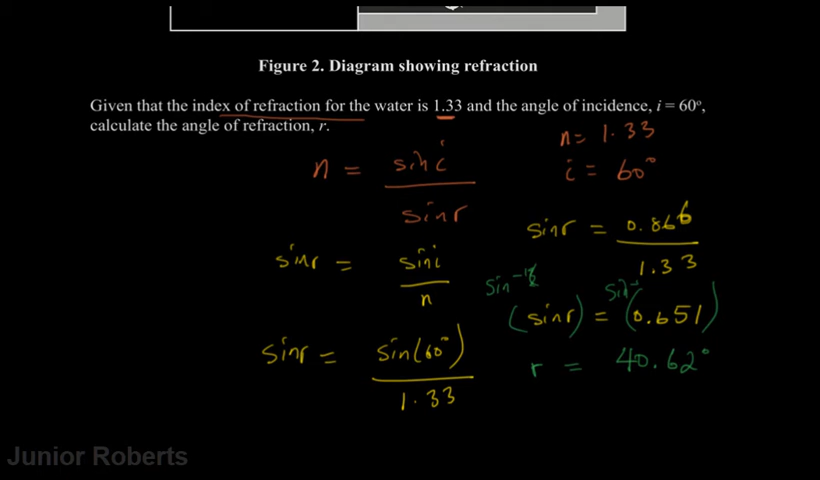 Figure 2. Diagram showing refraction
Given that the index of refraction for the water is 1.33 and the angle of incidence, i = 60º,
calculate the angle of refraction, r.
n = 1.33
i = 60°
n = sin i / sin r
sin r = sin i / n
sin r = sin(60°) / 1.33
sin r = 0.866 / 1.33
sin⁻¹ (sin r) = sin⁻¹ (0.651)
r = 40.62°
Junior Roberts